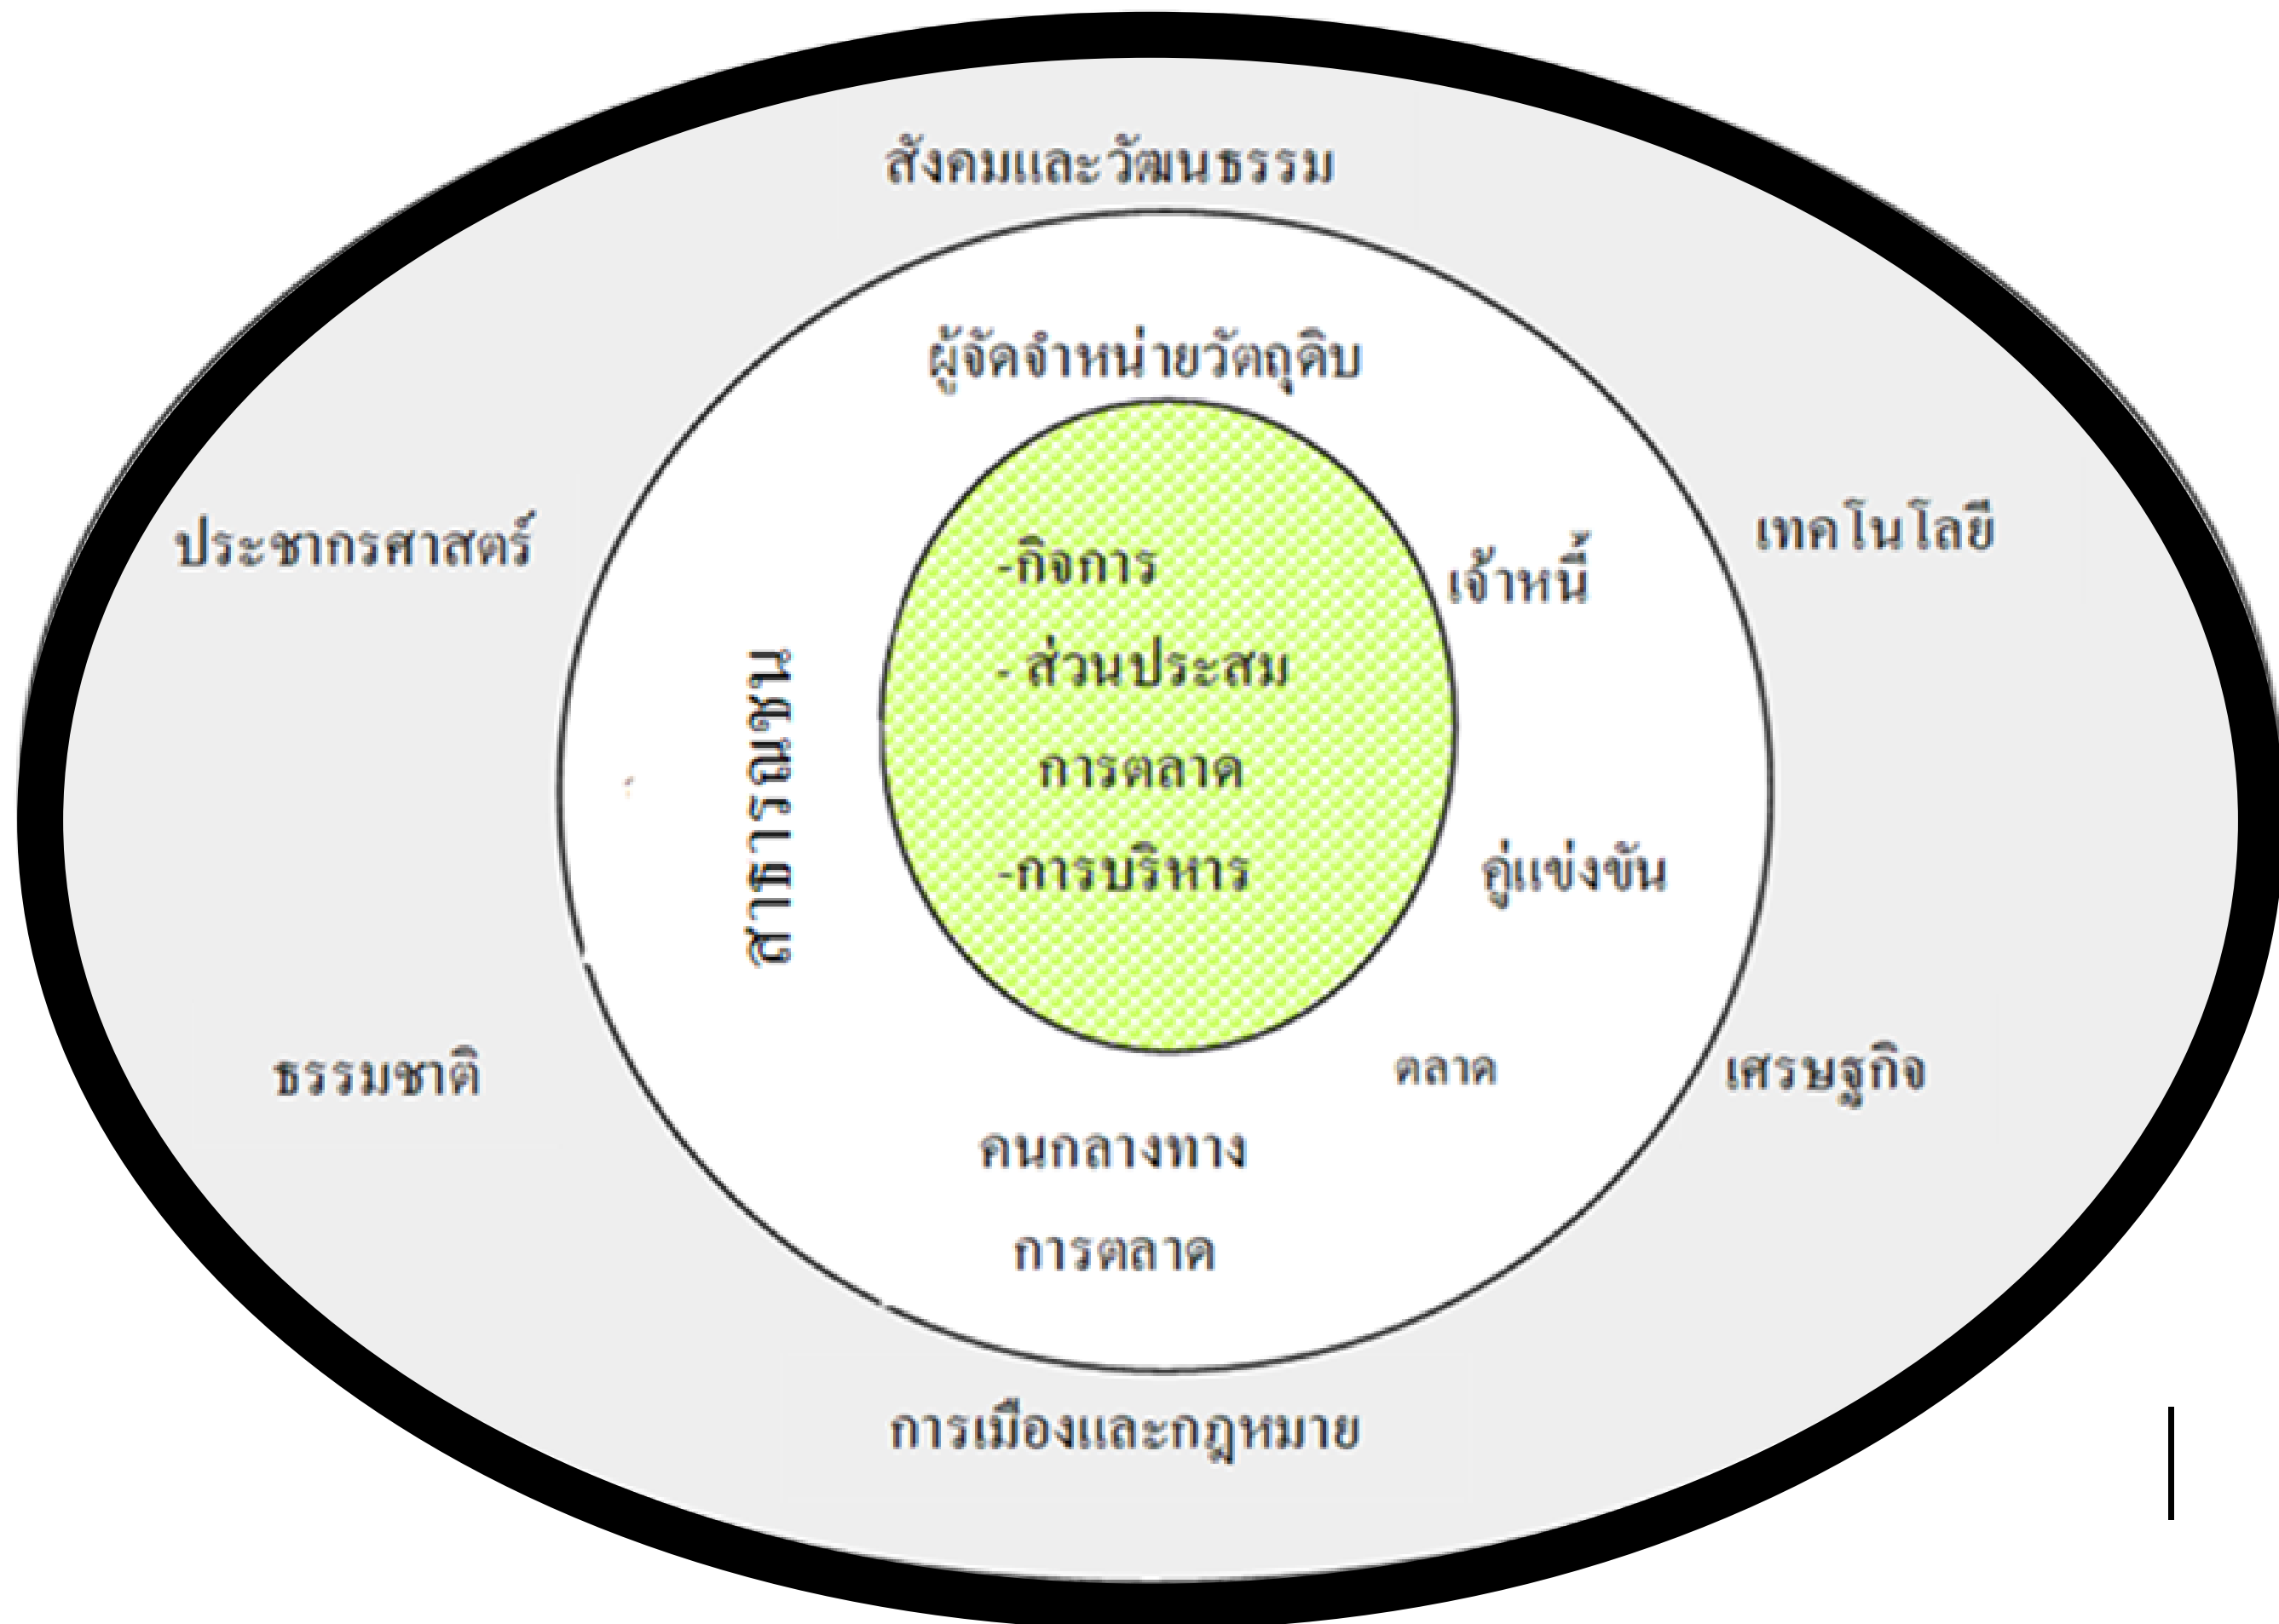 สังคมและวัฒนธรรม
ผู้จัดจำหน่ายวัตถุดิบ
ประชากรศาสตร์
เทคโนโลยี
-กิจการ
เจ้าหนี้
- ส่วนประสม
การตลาด
-การบริหาร
สาธารณชน
คู่แข่งขัน
ธรรมชาติ
ตลาด
เศรษฐกิจ
คนกลางทาง
การตลาด
การเมืองและกฎหมาย